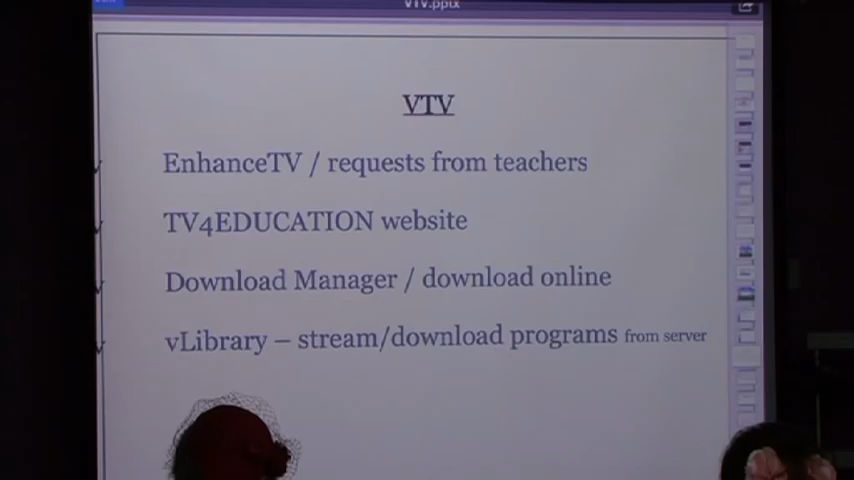 VTV.pptx
VTV
EnhanceTV / requests from teachers
TV4EDUCATION website
Download Manager / download online
vLibrary – stream/download programs from server